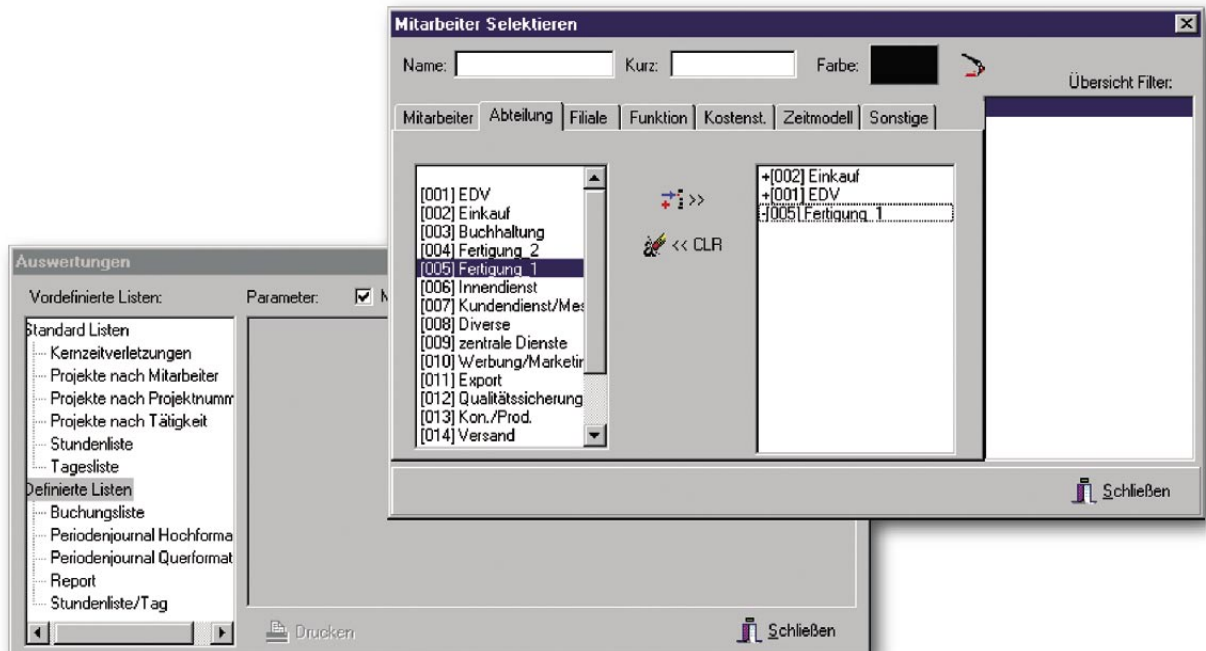 Mitarbeiter Selektieren
Name:
Kurz:
Farbe:
Übersicht Filter:
Mitarbeiter
Abteilung
Filiale
Funktion
Kostenst.
Zeitmodell
Sonstige
[001] EDV
[002] Einkauf
[003] Buchhaltung
[004] Fertigung_2
[005] Fertigung_1
[006] Innendienst
[007] Kundendienst/Mes
[008] Diverse
[009] zentrale Dienste
[010] Werbung/Marketin
[011] Export
[012] Qualitätssicherung
[013] Kon./Prod.
[014] Versand
>>
<< CLR
+[002] Einkauf
+[001] EDV
-[005] Fertigung_1
Schließen
Auswertungen
Vordefinierte Listen:
Parameter:
Standard Listen
Kernzeitverletzungen
Projekte nach Mitarbeiter
Projekte nach Projektnumm
Projekte nach Tätigkeit
Stundenliste
Tagesliste
Definierte Listen
Buchungsliste
Periodenjournal Hochforma
Periodenjournal Querformat
Report
Stundenliste/Tag
Drucken
Schließen